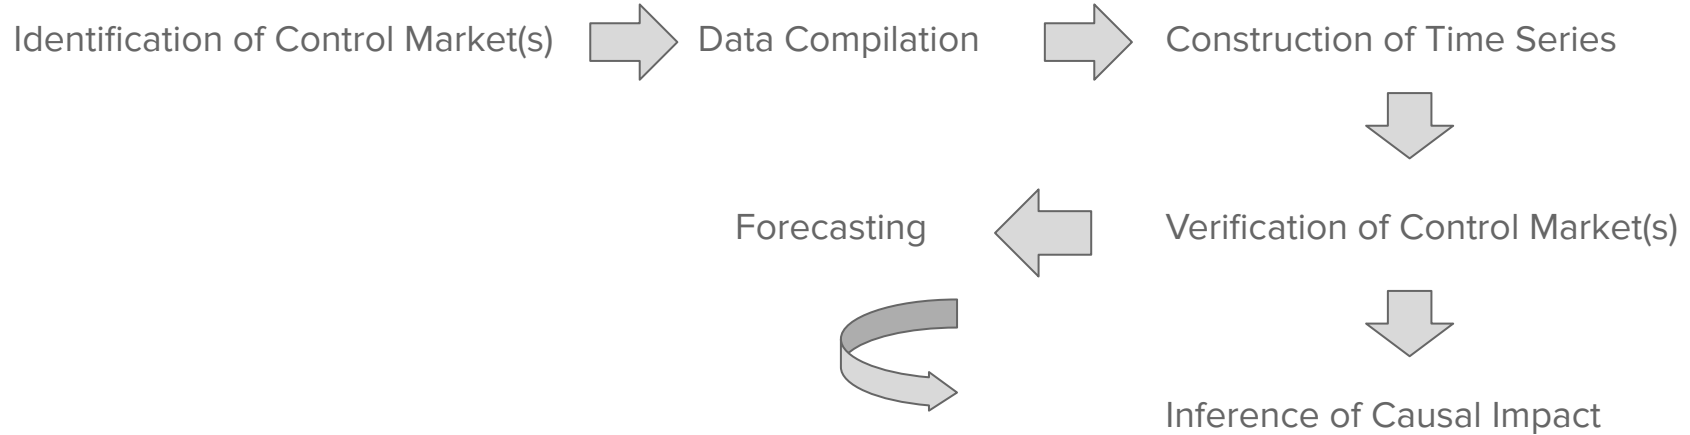 Identification of Control Market(s)
Data Compilation
Construction of Time Series
Forecasting
Verification of Control Market(s)
Inference of Causal Impact